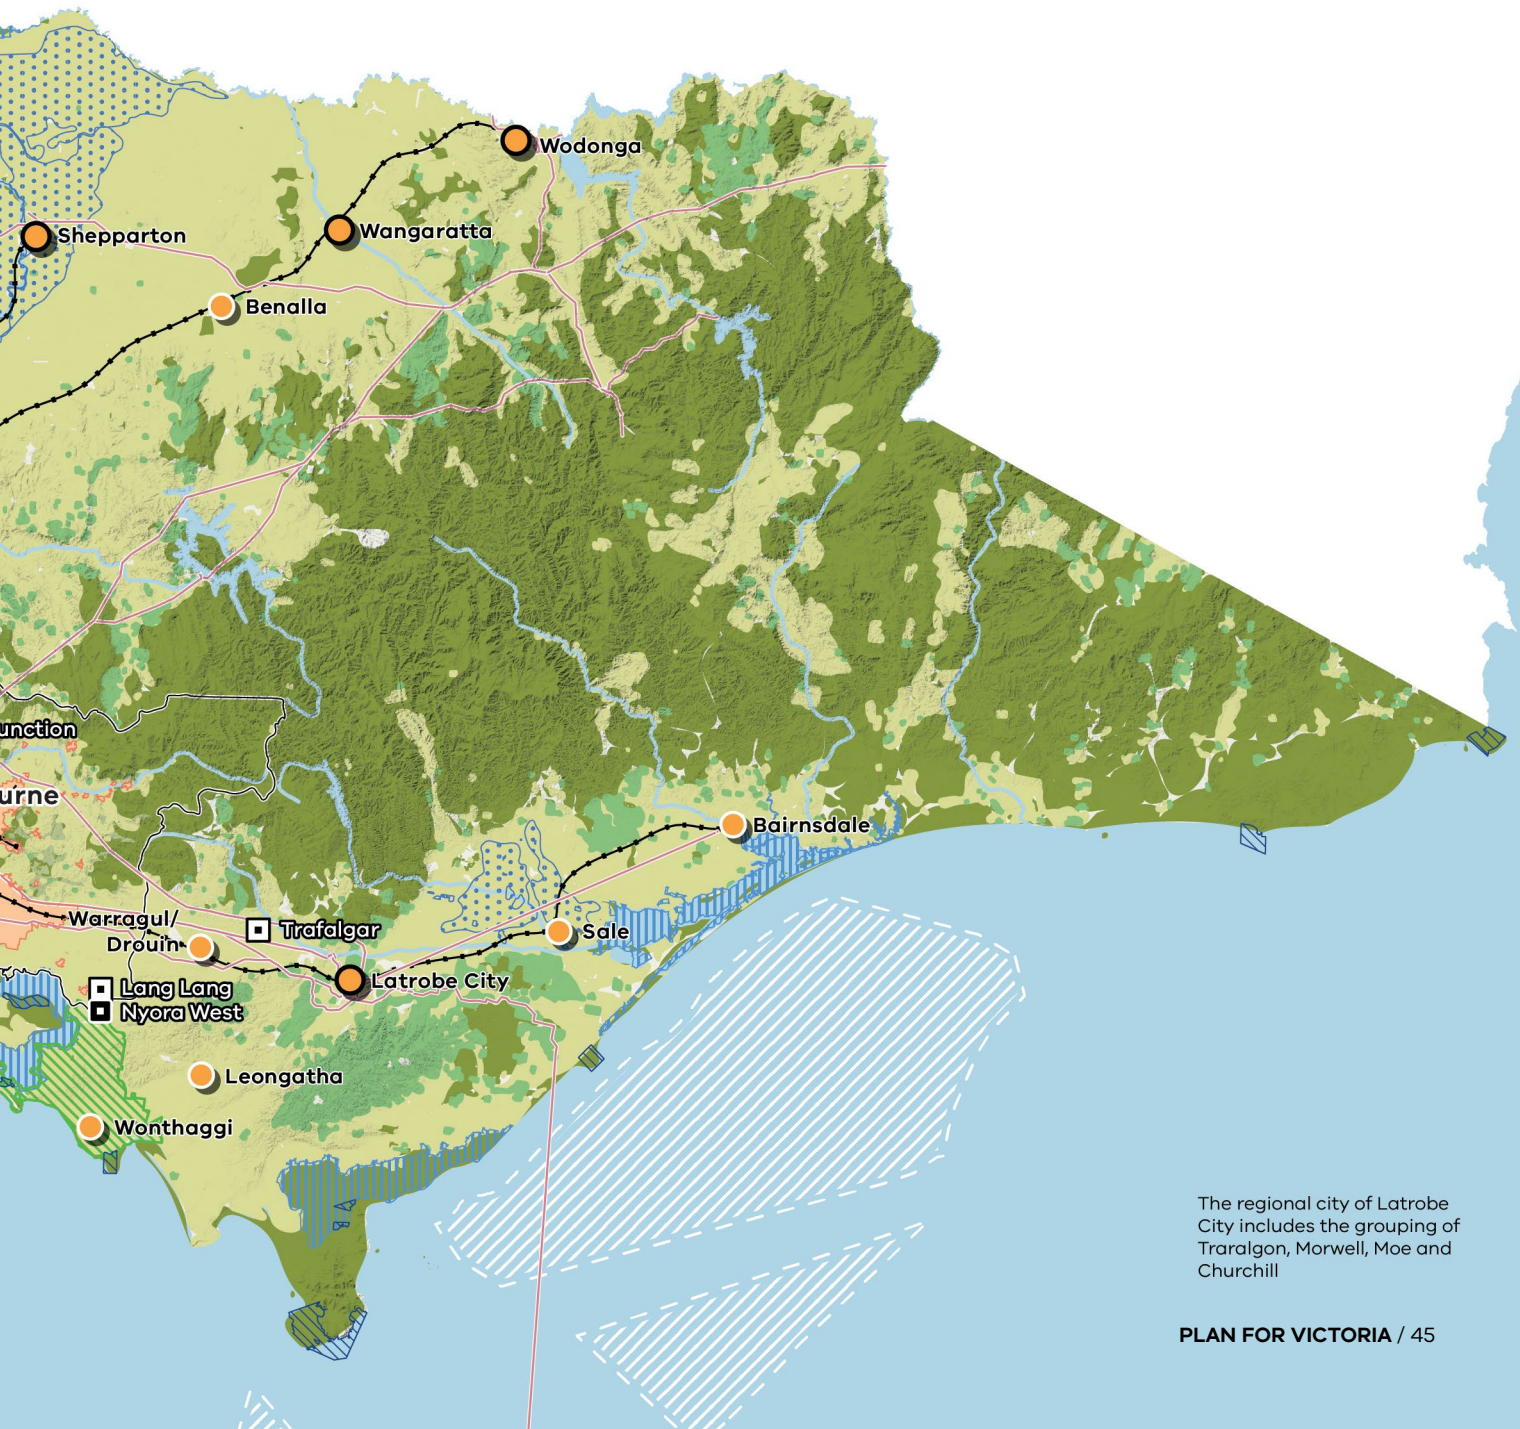 Wodonga
Wangaratta
Shepparton
Benalla
unction
urne
Bairnsdale
Warragul/
Drouin
Trafalgar
Sale
Latrobe City
Lang Lang
Nyora West
Leongatha
Wonthaggi
The regional city of Latrobe
City includes the grouping of
Traralgon, Morwell, Moe and
Churchill
PLAN FOR VICTORIA / 45